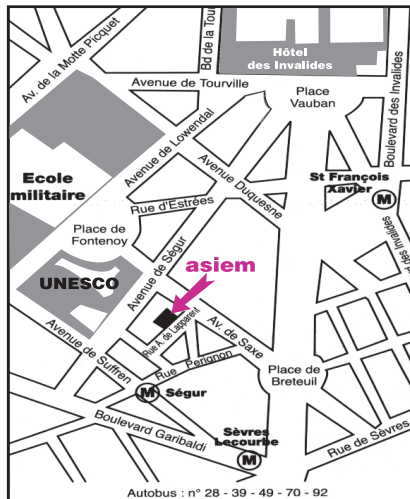 Bd de la Tour
Hôtel
des Invalides
Av. de la Motte Picquet
Avenue de Tourville
Place
Vauban
Boulevard des Invalides
Avenue de Lowendal
Avenue Duquesne
St François
Xavier
M
Ecole
militaire
Rue d'Estrées
Place de
Fontenoy
des Invalides
Avenue de Ségur
asiem
UNESCO
Rue A. de Lapparent
Av. de Saxe
Avenue de Suffren
Rue Perignon
Place de
Breteuil
M
Ségur
Boulevard Garibaldi
Sèvres
Lecourbe
M
Rue de Sèvres
Autobus : n° 28 - 39 - 49 - 70 - 92